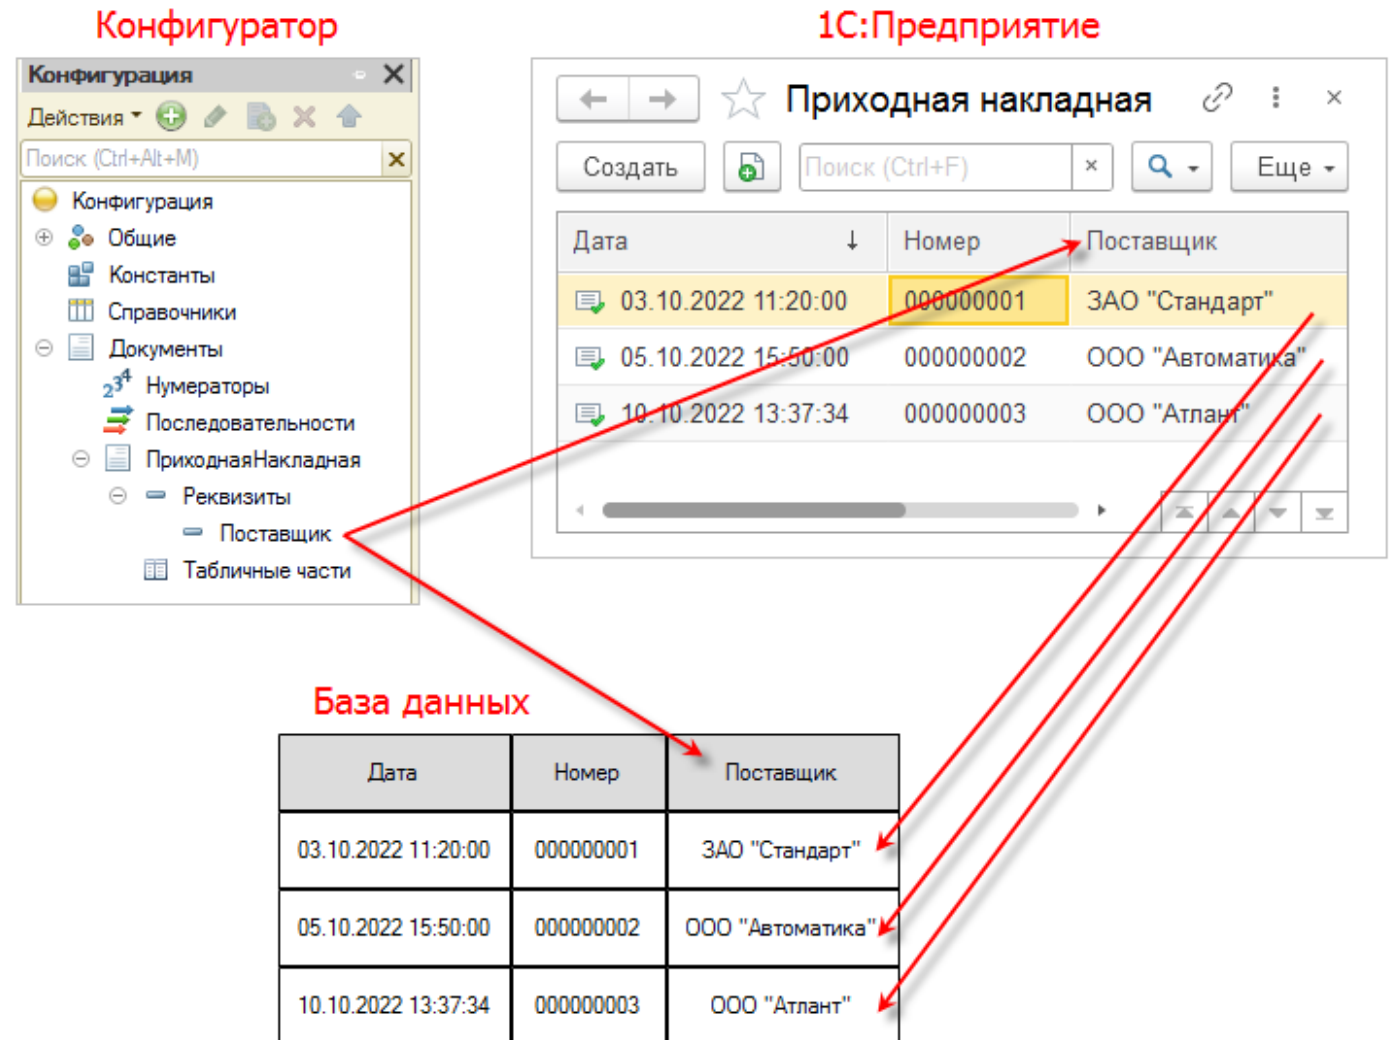 Конфигуратор
Конфигурация
Действия
Поиск (Ctrl+Alt+M)
Конфигурация
Общие
Константы
Справочники
Документы
Нумераторы
Последовательности
ПриходнаяНакладная
Реквизиты
Поставщик
Табличные части
1С:Предприятие
Приходная накладная
Создать Поиск (Ctrl+F) Еще
Дата Номер Поставщик
03.10.2022 11:20:00 000000001 ЗАО "Стандарт"
05.10.2022 15:50:00 000000002 ООО "Автоматика"
10.10.2022 13:37:34 000000003 ООО "Атлант"
База данных
Дата Номер Поставщик
03.10.2022 11:20:00 000000001 ЗАО "Стандарт"
05.10.2022 15:50:00 000000002 ООО "Автоматика"
10.10.2022 13:37:34 000000003 ООО "Атлант"